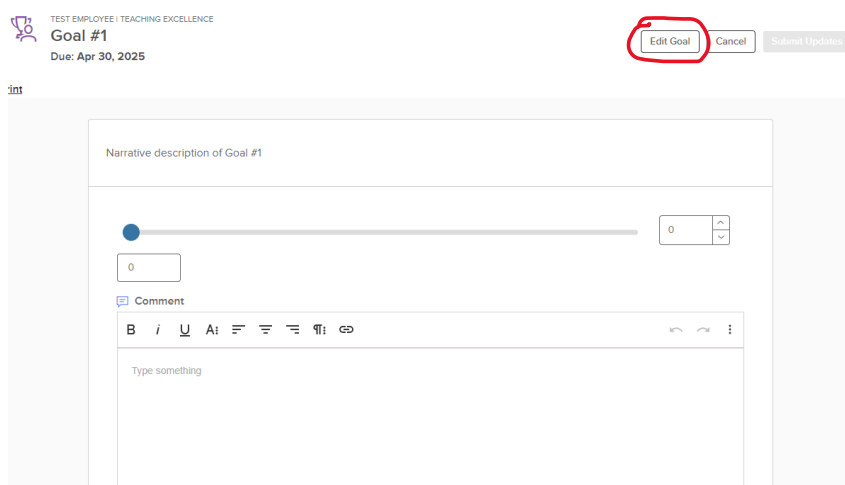 TEST EMPLOYEE | TEACHING EXCELLENCE
Goal #1
Due: Apr 30, 2025
Edit Goal
Cancel
Submit Updates
rint
Narrative description of Goal #1
0
0
Comment
B i U A
Type something